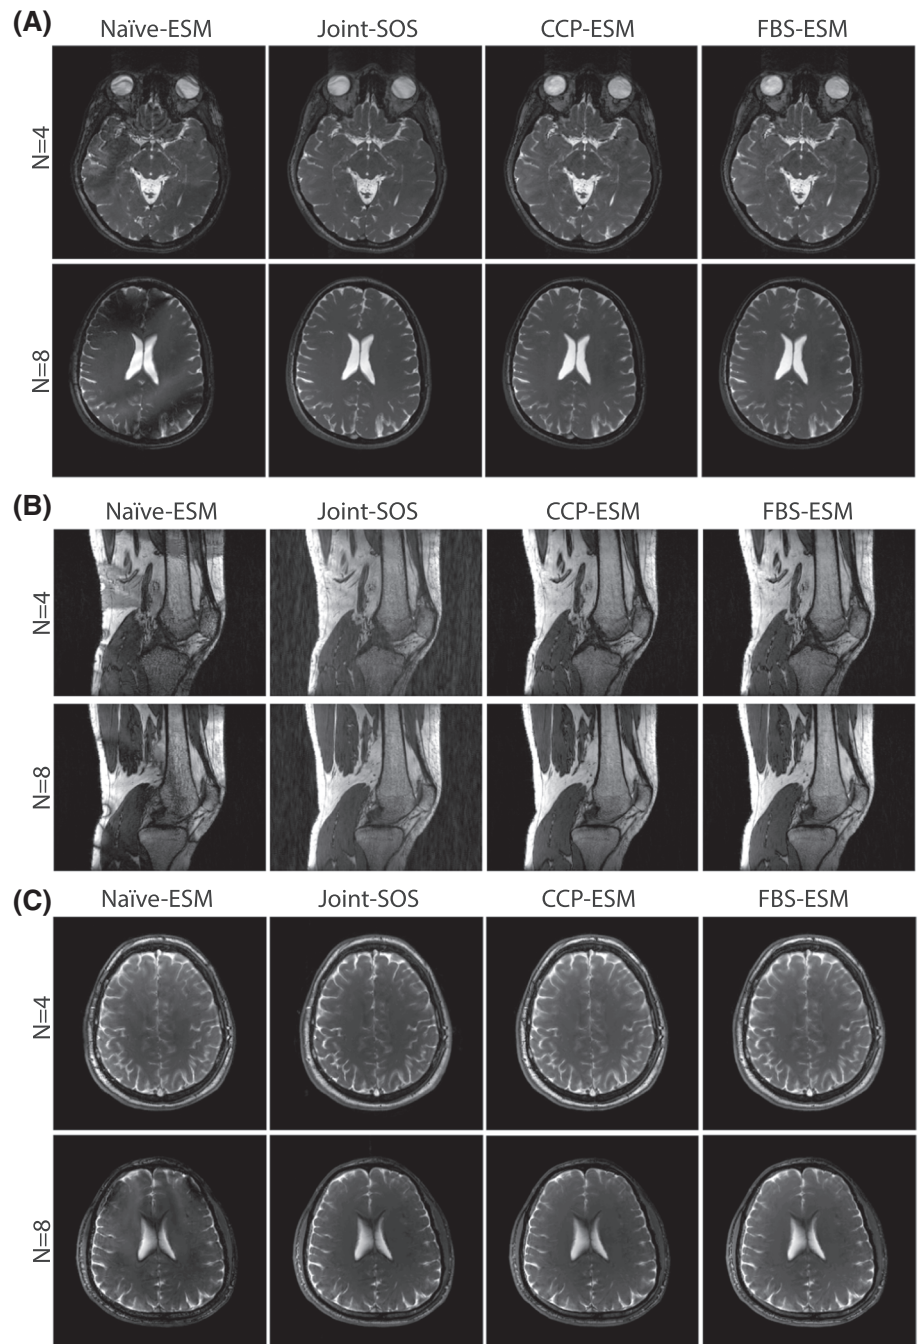 (A)
Naïve-ESM Joint-SOS CCP-ESM FBS-ESM
N=4
N=8
(B)
Naïve-ESM Joint-SOS CCP-ESM FBS-ESM
N=4
N=8
(C)
Naïve-ESM Joint-SOS CCP-ESM FBS-ESM
N=4
N=8